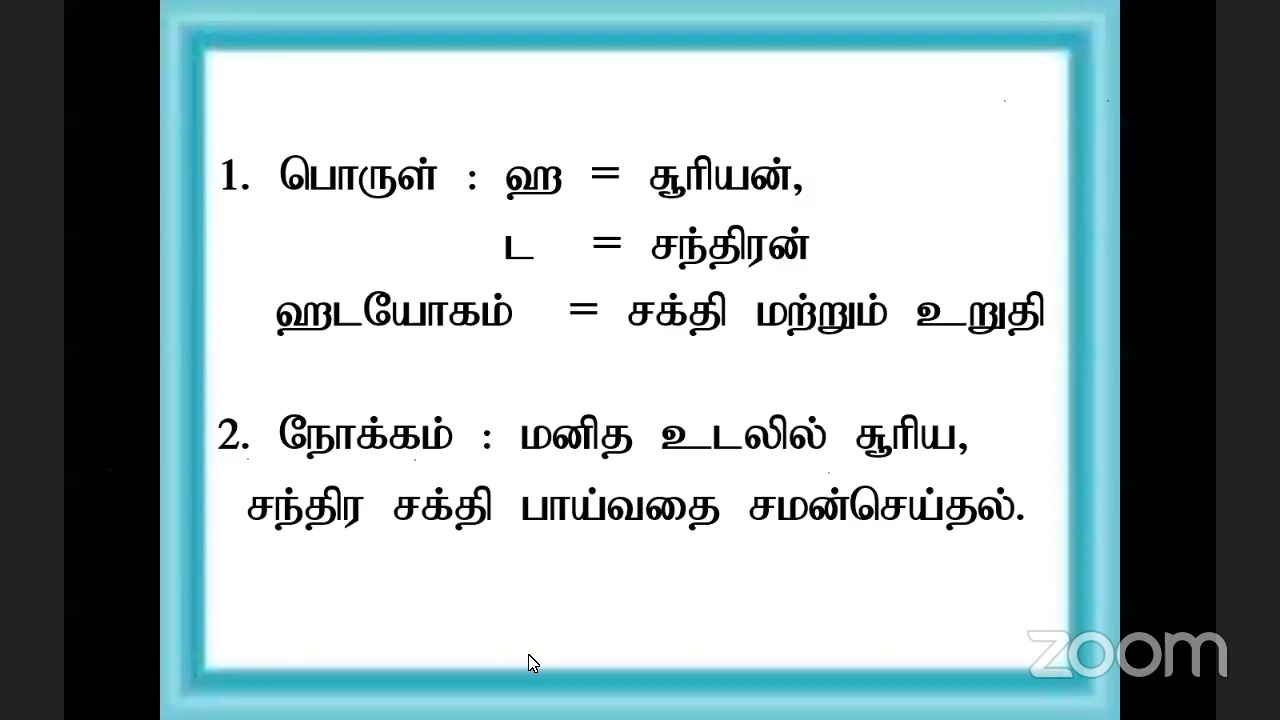 1. பொருள் : ஹ = சூரியன்,
ட = சந்திரன்
ஹடயோகம் = சக்தி மற்றும் உறுதி
2. நோக்கம் : மனித உடலில் சூரிய,
சந்திர சக்தி பாய்வதை சமன்செய்தல்.
zoom